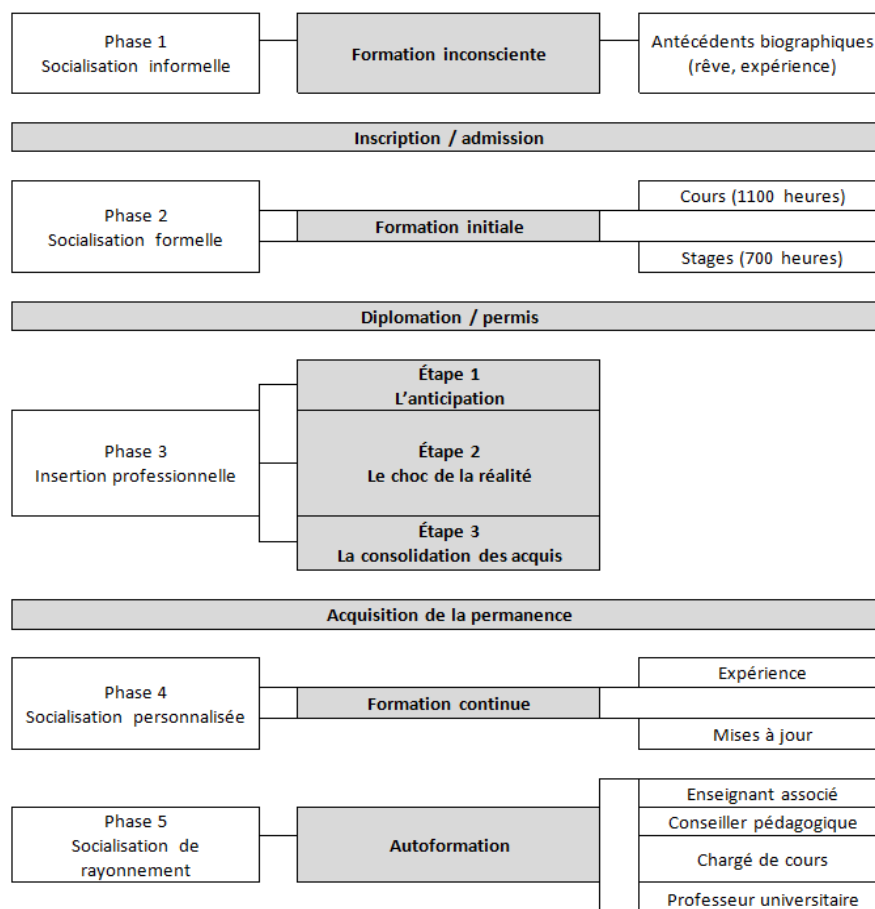 Phase 1
Socialisation informelle
Formation inconsciente
Antécédents biographiques
(rêve, expérience)
Inscription / admission
Phase 2
Socialisation formelle
Formation initiale
Cours (1100 heures)
Stages (700 heures)
Diplomation / permis
Phase 3
Insertion professionnelle
Étape 1
L'anticipation
Étape 2
Le choc de la réalité
Étape 3
La consolidation des acquis
Acquisition de la permanence
Phase 4
Socialisation personnalisée
Formation continue
Expérience
Mises à jour
Phase 5
Socialisation de
rayonnement
Autoformation
Enseignant associé
Conseiller pédagogique
Chargé de cours
Professeur universitaire